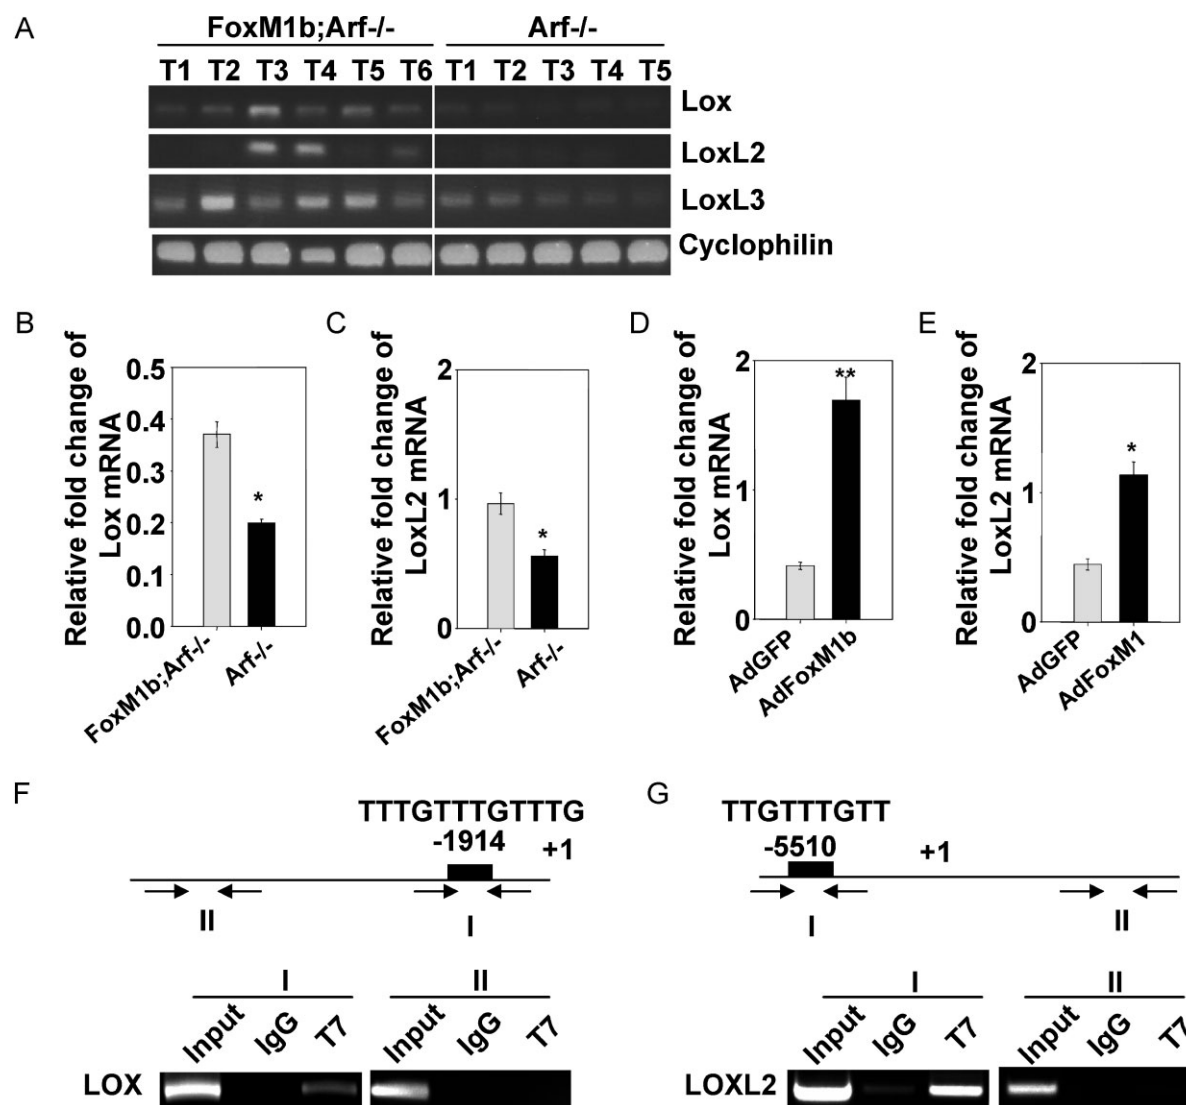 A
FoxM1b;Arf-/- Arf-/-
T1 T2 T3 T4 T5 T6 T1 T2 T3 T4 T5
Lox
LoxL2
LoxL3
Cyclophilin
B
Relative fold change of
Lox mRNA
0.5
0.4
0.3
0.2
0.1
0.0
*
FoxM1b;Arf-/-
Arf-/-
C
Relative fold change of
LoxL2 mRNA
2
1
0
*
FoxM1b;Arf-/-
Arf-/-
D
Relative fold change of
Lox mRNA
2
1
0
**
AdGFP
AdFoxM1b
E
Relative fold change of
LoxL2 mRNA
2
1
0
*
AdGFP
AdFoxM1
F
TTTGTTTGTTTG
-1914 +1
II I
I II
Input IgG T7 Input IgG T7
LOX
G
TTGTTTGTT
-5510 +1
I II
I II
Input IgG T7 Input IgG T7
LOXL2